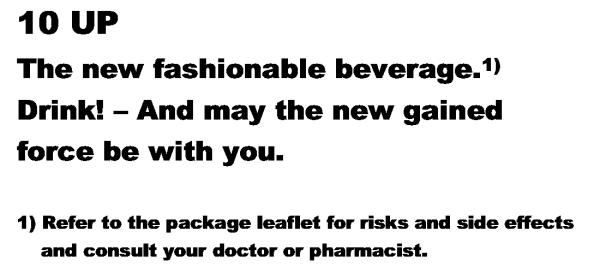 10 UP
The new fashionable beverage.1)
Drink! – And may the new gained
force be with you.
1) Refer to the package leaflet for risks and side effects
and consult your doctor or pharmacist.